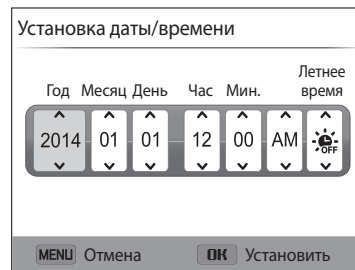 Установка даты/времени
Летнее
Год Месяц День Час Мин. время
2014 01 01 12 00 AM OFF
MENU Отмена OK Установить